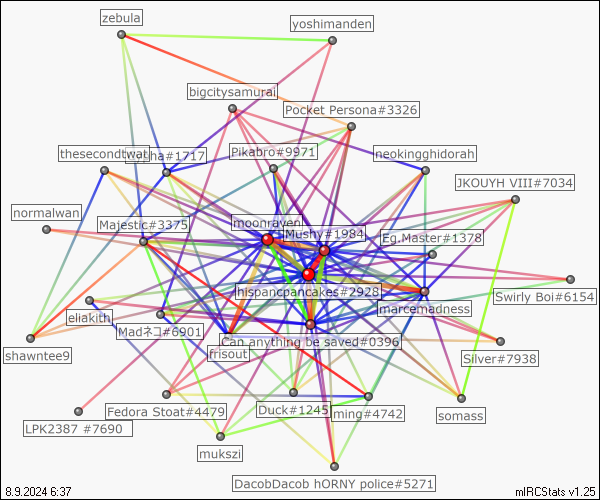 zebula
yoshimanden
bigcitysamurai
Pocket Persona#3326
thesecondtwat
#1717
Pikabro#9971
neokingghidorah
JKOUYH VIII#7034
normalwan
Majestic#3375
moonraven
Mushy#1984
Eg.Master#1378
hispancpancakes#2928
Swirly Boi#6154
eliakith
Madネコ#6901
marcemadness
Can anything be saved#0396
frisout
shawntee9
Silver#7938
Fedora Stoat#4479
Duck#1245
ming#4742
somass
LPK2387 #7690
mukszi
DacobDacob hORNY police#5271
8.9.2024 6:37
mIRCStats v1.25